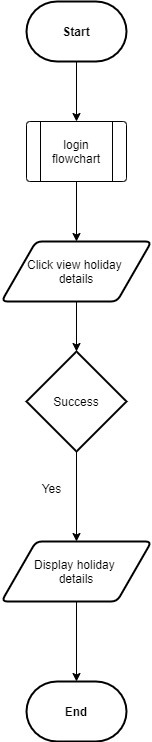 Start
login
flowchart
Click view holiday
details
Success
Yes
Display holiday
details
End